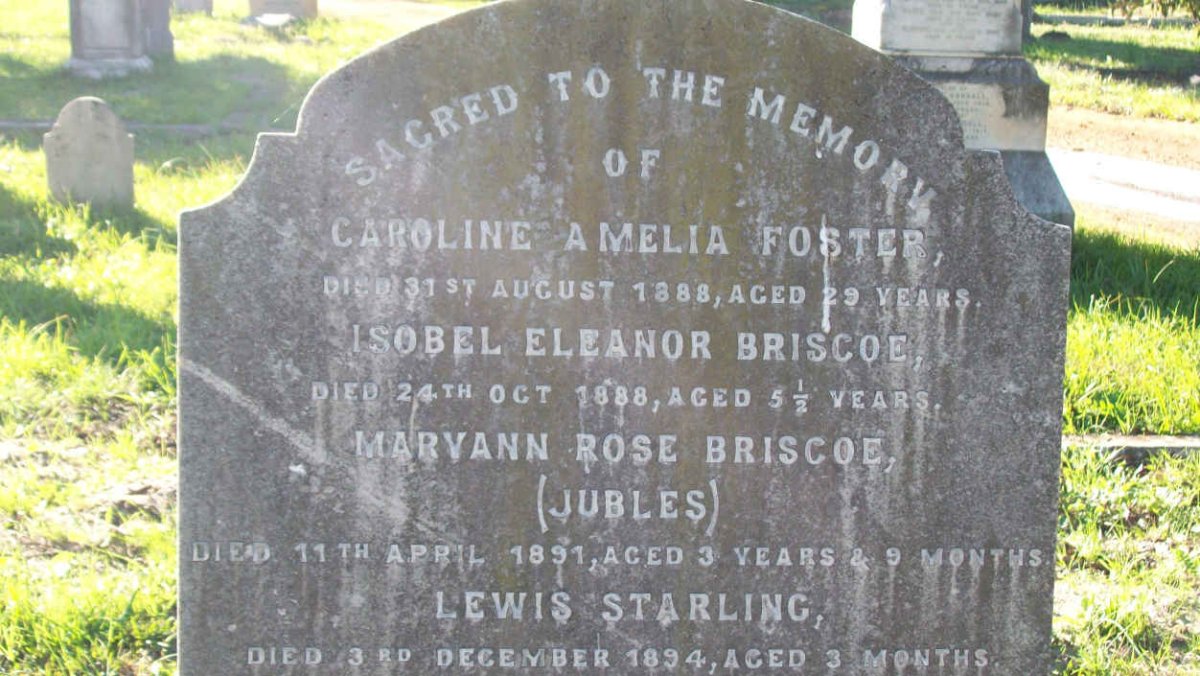 SACRED TO THE MEMORY
OF
CAROLINE AMELIA FOSTER,
DIED 31ST AUGUST 1888, AGED 29 YEARS.
ISOBEL ELEANOR BRISCOE,
DIED 24TH OCT 1888, AGED 5 1/2 YEARS.
MARYANN ROSE BRISCOE,
(JUBLES)
DIED 11TH APRIL 1891, AGED 3 YEARS & 9 MONTHS
LEWIS STARLING,
DIED 3RD DECEMBER 1894, AGED 3 MONTHS.